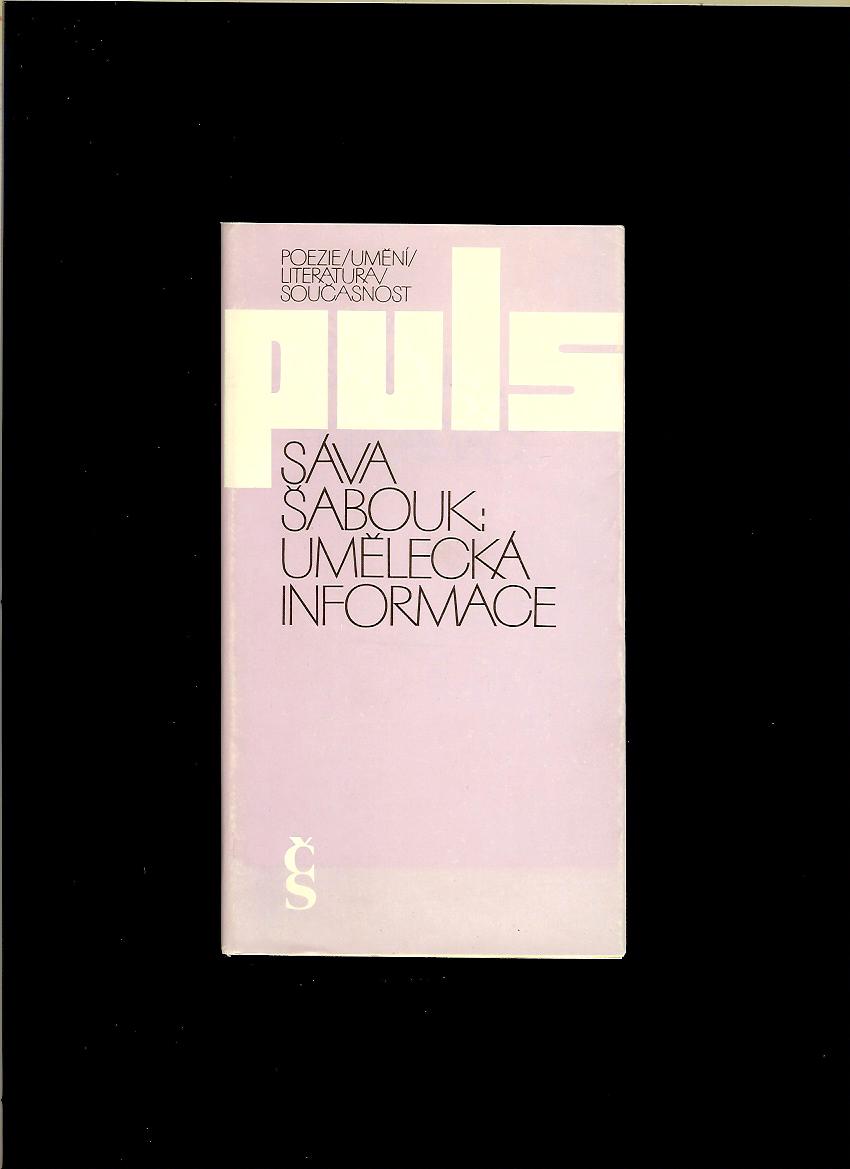 POEZIE/UMĚNÍ/
LITERATURA/
SOUČASNOST
puls
SÁVA
ŠABOUK:
UMĚLECKÁ
INFORMACE
ČS